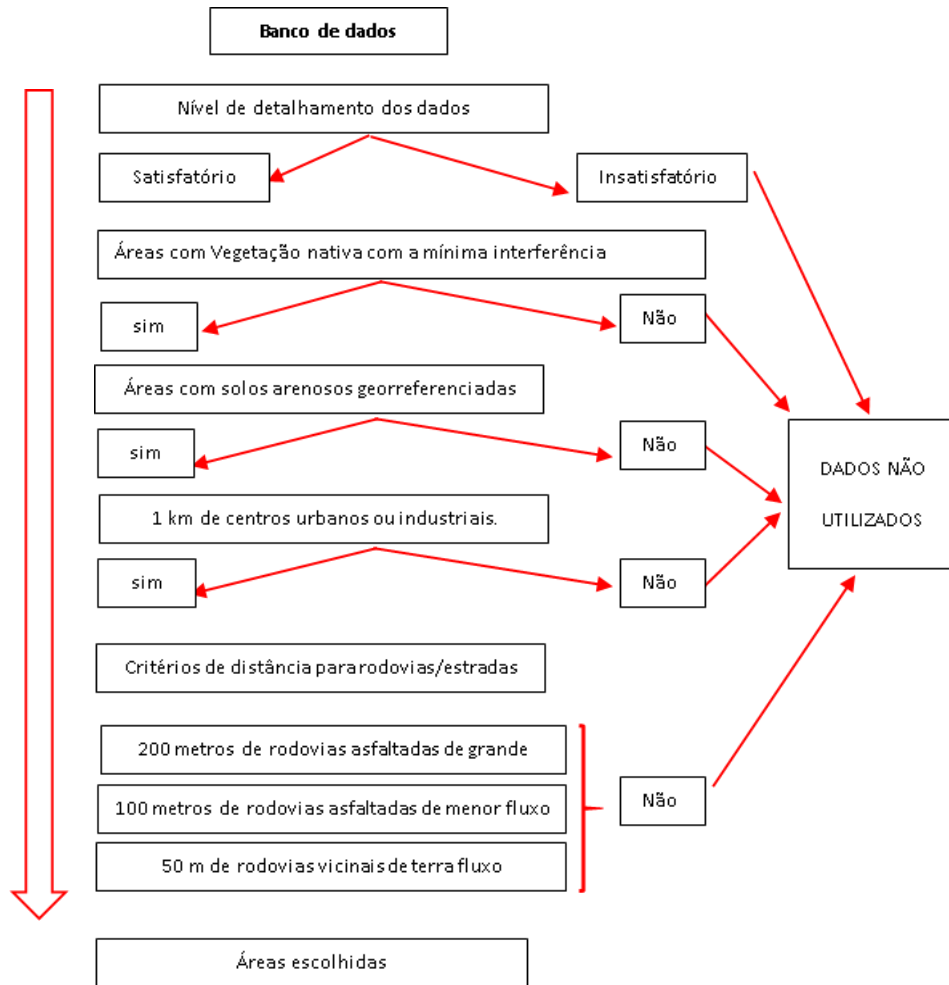 Banco de dados
Nível de detalhamento dos dados
Satisfatório
Insatisfatório
Áreas com Vegetação nativa com a mínima interferência
sim
Não
Áreas com solos arenosos georreferenciadas
sim
Não
DADOS NÃO
UTILIZADOS
1 km de centros urbanos ou industriais.
sim
Não
Critérios de distância para rodovias/estradas
200 metros de rodovias asfaltadas de grande
100 metros de rodovias asfaltadas de menor fluxo
50 m de rodovias vicinais de terra fluxo
Não
Áreas escolhidas